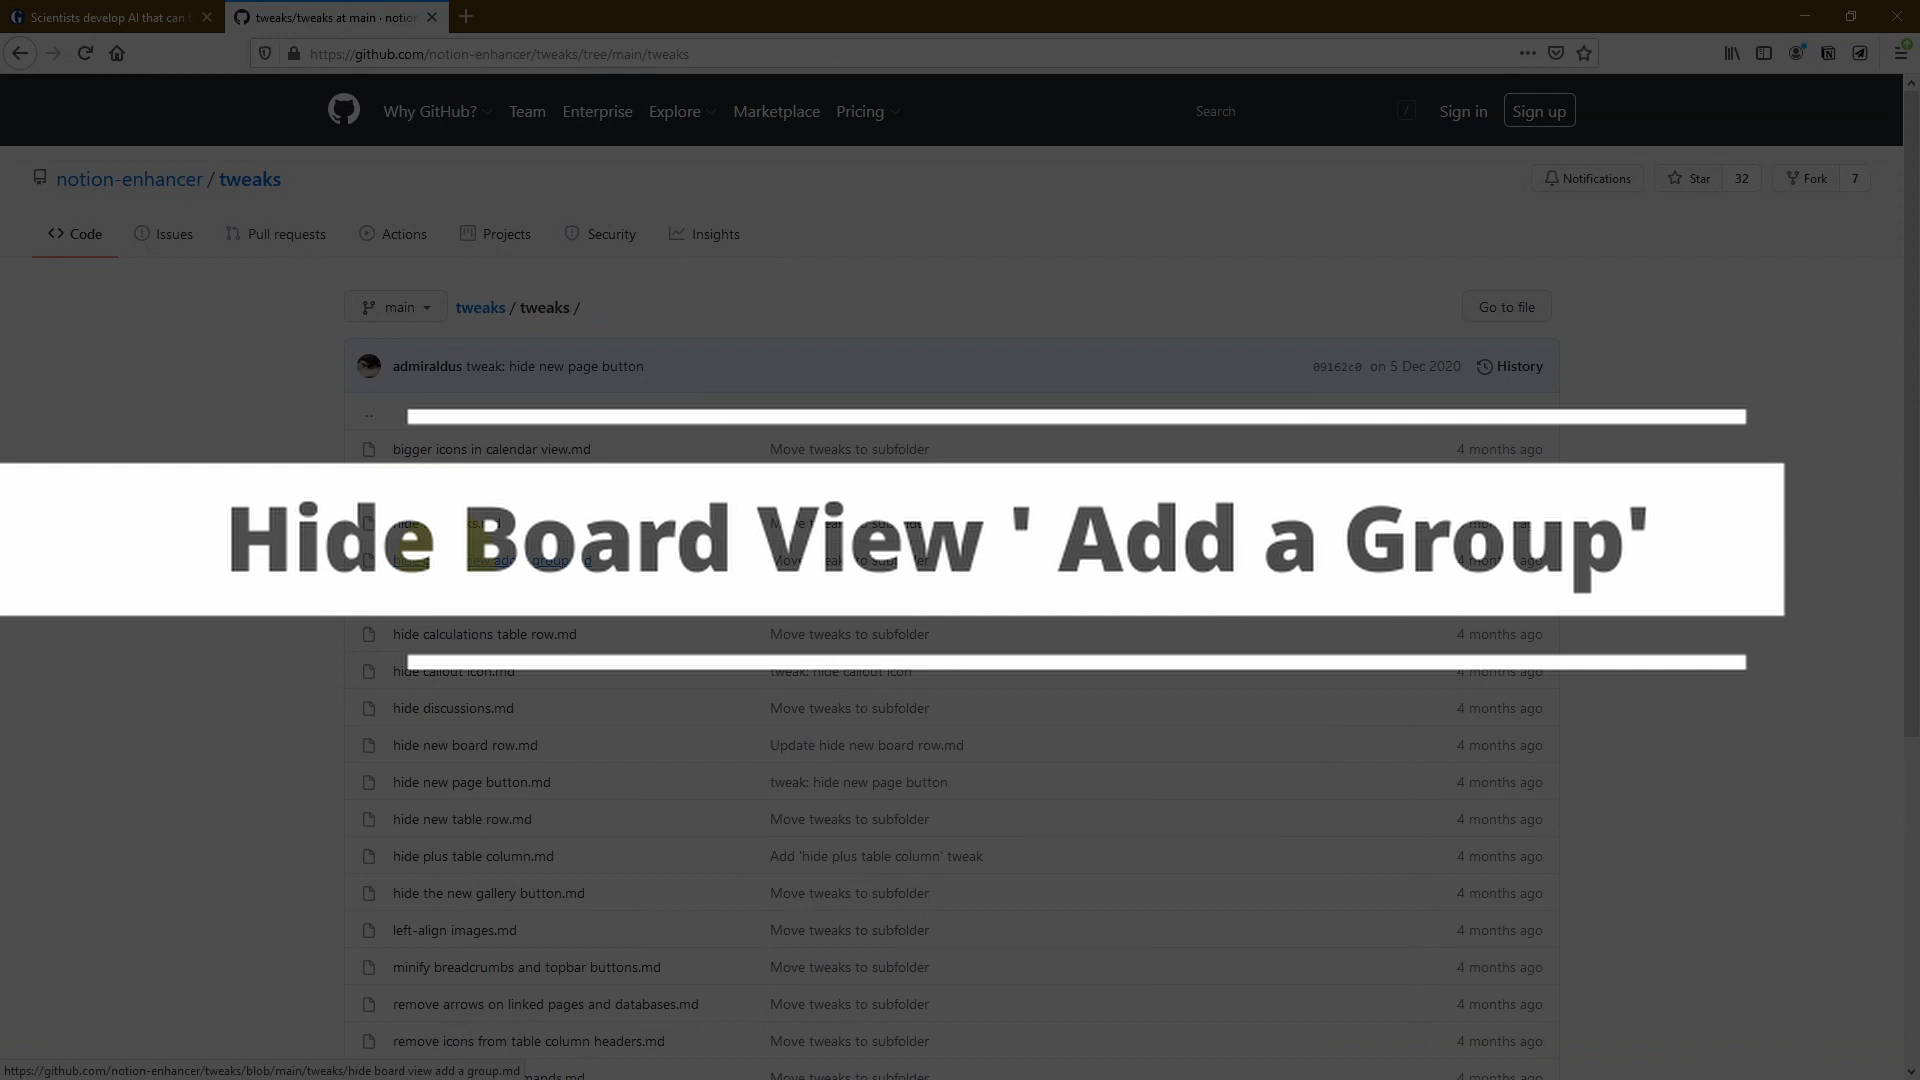 Scientists develop AI that can t
tweaks/tweaks at main · notion
https://github.com/notion-enhancer/tweaks/tree/main/tweaks
Why GitHub? Team Enterprise Explore Marketplace Pricing Search / Sign in Sign up
notion-enhancer / tweaks
Notifications Star 32 Fork 7
Code Issues Pull requests Actions Projects Security Insights
main tweaks / tweaks / Go to file
admiraldus tweak: hide new page button 09162c0 on 5 Dec 2020 History
..
bigger icons in calendar view.md Move tweaks to subfolder 4 months ago
Hide Board View ' Add a Group'
hide calculations table row.md Move tweaks to subfolder 4 months ago
hide callout icon.md tweak: hide callout icon 4 months ago
hide discussions.md Move tweaks to subfolder 4 months ago
hide new board row.md Update hide new board row.md 4 months ago
hide new page button.md tweak: hide new page button 4 months ago
hide new table row.md Move tweaks to subfolder 4 months ago
hide plus table column.md Add 'hide plus table column' tweak 4 months ago
hide the new gallery button.md Move tweaks to subfolder 4 months ago
left-align images.md Move tweaks to subfolder 4 months ago
minify breadcrumbs and topbar buttons.md Move tweaks to subfolder 4 months ago
remove arrows on linked pages and databases.md Move tweaks to subfolder 4 months ago
remove icons from table column headers.md Move tweaks to subfolder 4 months ago
https://github.com/notion-enhancer/tweaks/blob/main/tweaks/hide board view add a group.md